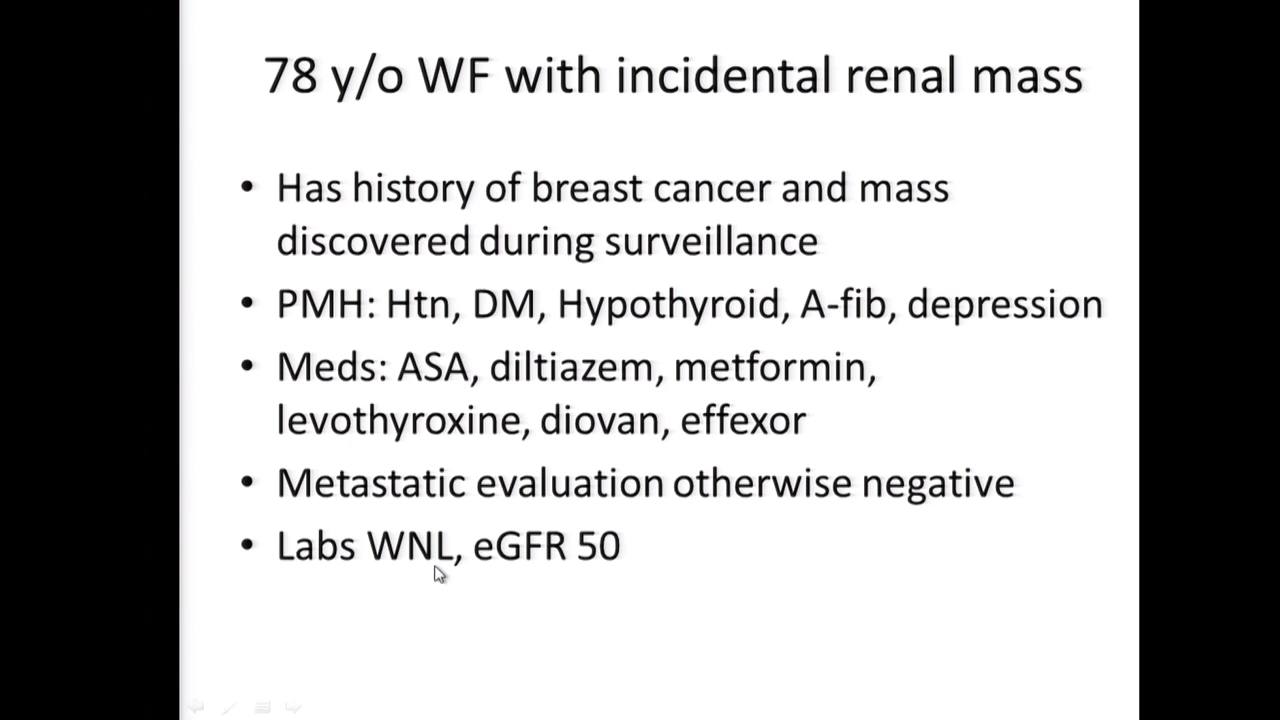 78 y/o WF with incidental renal mass
• Has history of breast cancer and mass
discovered during surveillance
• PMH: Htn, DM, Hypothyroid, A-fib, depression
• Meds: ASA, diltiazem, metformin,
levothyroxine, diovan, effexor
• Metastatic evaluation otherwise negative
• Labs WNL, eGFR 50